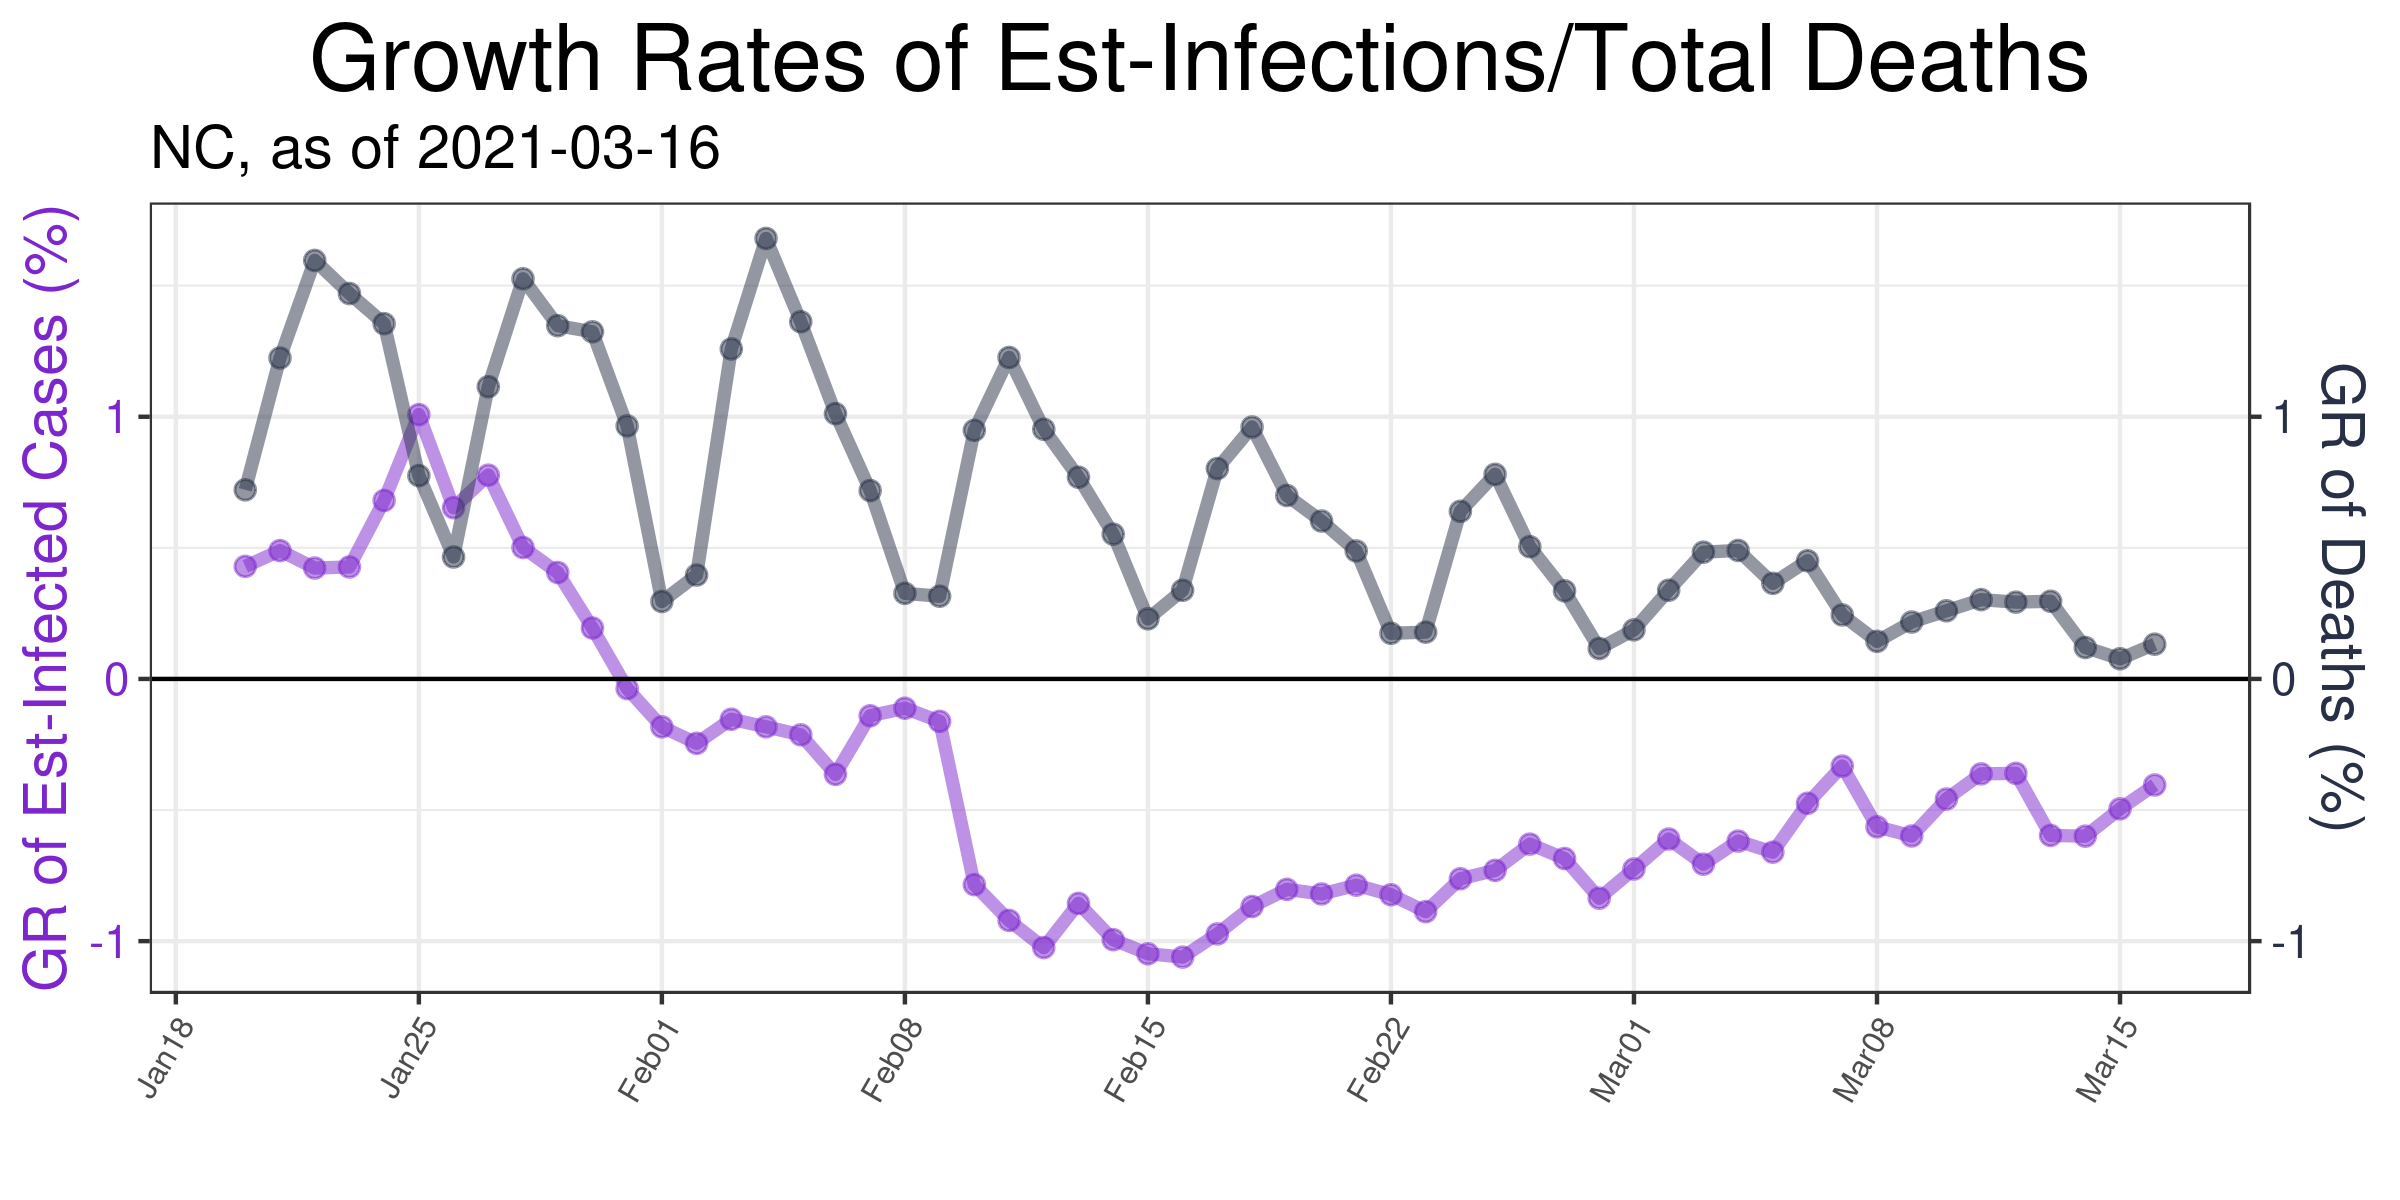 Growth Rates of Est-Infections/Total Deaths
NC, as of 2021-03-16
GR of Est-Infected Cases (%)
1
0
-1
GR of Deaths (%)
1
0
-1
Jan18
Jan25
Feb01
Feb08
Feb15
Feb22
Mar01
Mar08
Mar15